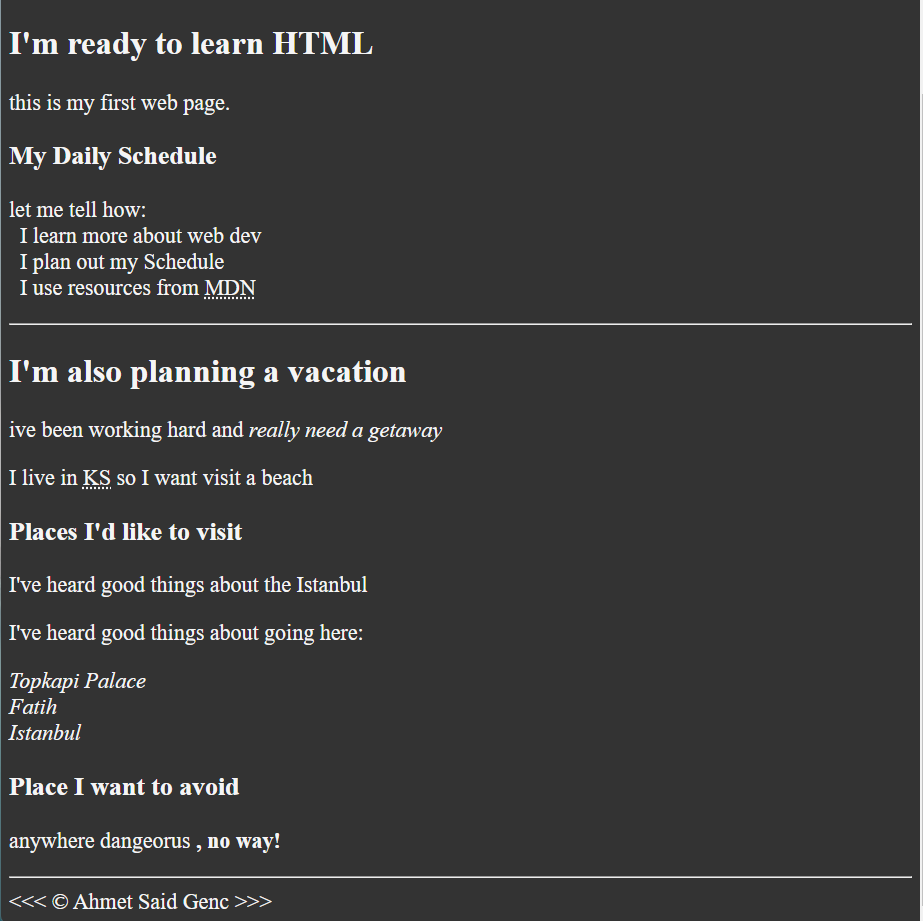 I'm ready to learn HTML
this is my first web page.
My Daily Schedule
let me tell how:
I learn more about web dev
I plan out my Schedule
I use resources from MDN
I'm also planning a vacation
ive been working hard and really need a getaway
I live in KS so I want visit a beach
Places I'd like to visit
I've heard good things about the Istanbul
I've heard good things about going here:
Topkapi Palace
Fatih
Istanbul
Place I want to avoid
anywhere dangeorus , no way!
<<< © Ahmet Said Genc >>>